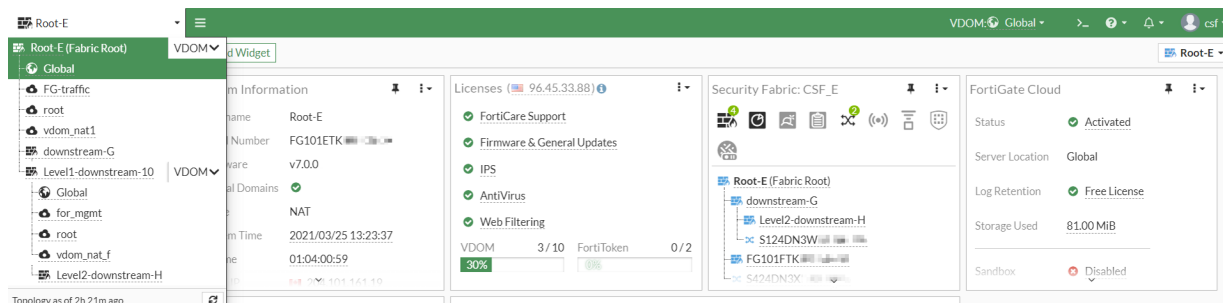 Root-E
VDOM: Global
>_
csf
Root-E (Fabric Root) VDOM
Global
FG-traffic
root
vdom_nat1
downstream-G
Level1-downstream-10 VDOM
Global
for_mgmt
root
vdom_nat_f
Level2-downstream-H
Topology as of 2h 21m ago
d Widget
Root-E
m Information
name Root-E
l Number FG101ETK
ware v7.0.0
al Domains
e NAT
m Time 2021/03/25 13:23:37
me 01:04:00:59
Licenses ( 96.45.33.88)
FortiCare Support
Firmware & General Updates
IPS
AntiVirus
Web Filtering
VDOM 3 / 10 FortiToken 0 / 2
30% 0%
Security Fabric: CSF_E
4
2
Root-E (Fabric Root)
downstream-G
Level2-downstream-H
S124DN3W
FG101FTK
S424DN3X
FortiGate Cloud
Status Activated
Server Location Global
Log Retention Free License
Storage Used 81.00 MiB
Sandbox Disabled